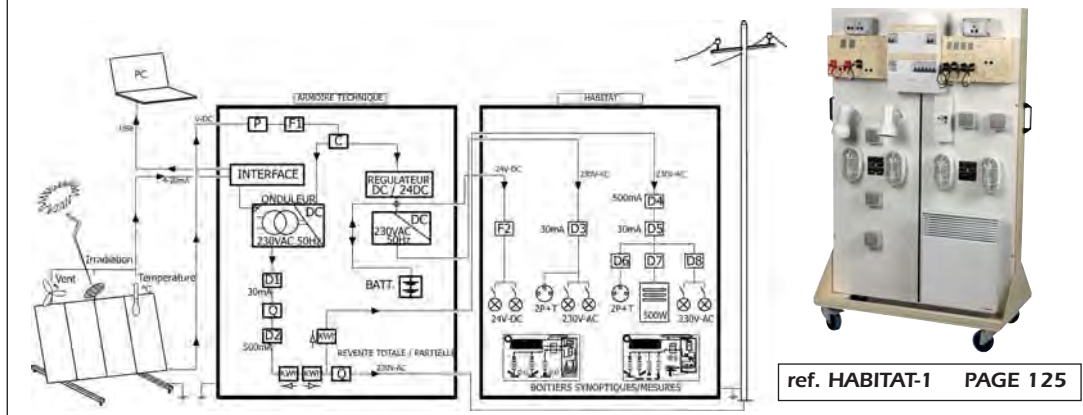 PC
USB
V-DC
4-20mA
Soleil
Irradiation
Vent
Température
ARMOIRE TECHNIQUE
P
F1
C
INTERFACE
REGULATEUR
DC / 24DC
ONDULEUR
DC
230VAC 50Hz
DC
230VAC
50Hz
BATT.
D1
30mA
Q
D2
500mA
KWH
KWH
KWH
Q
REVENTE TOTALE / PARTIELLE
230V-AC
HABITAT
24V-DC
230V-AC
230V-AC
500mA
D4
F2
30mA
D3
30mA
D5
D6
D7
D8
500W
2P+T
2P+T
24V-DC
230V-AC
230V-AC
BOITIERS SYNOPTIQUES/MESURES
ref. HABITAT-1 PAGE 125